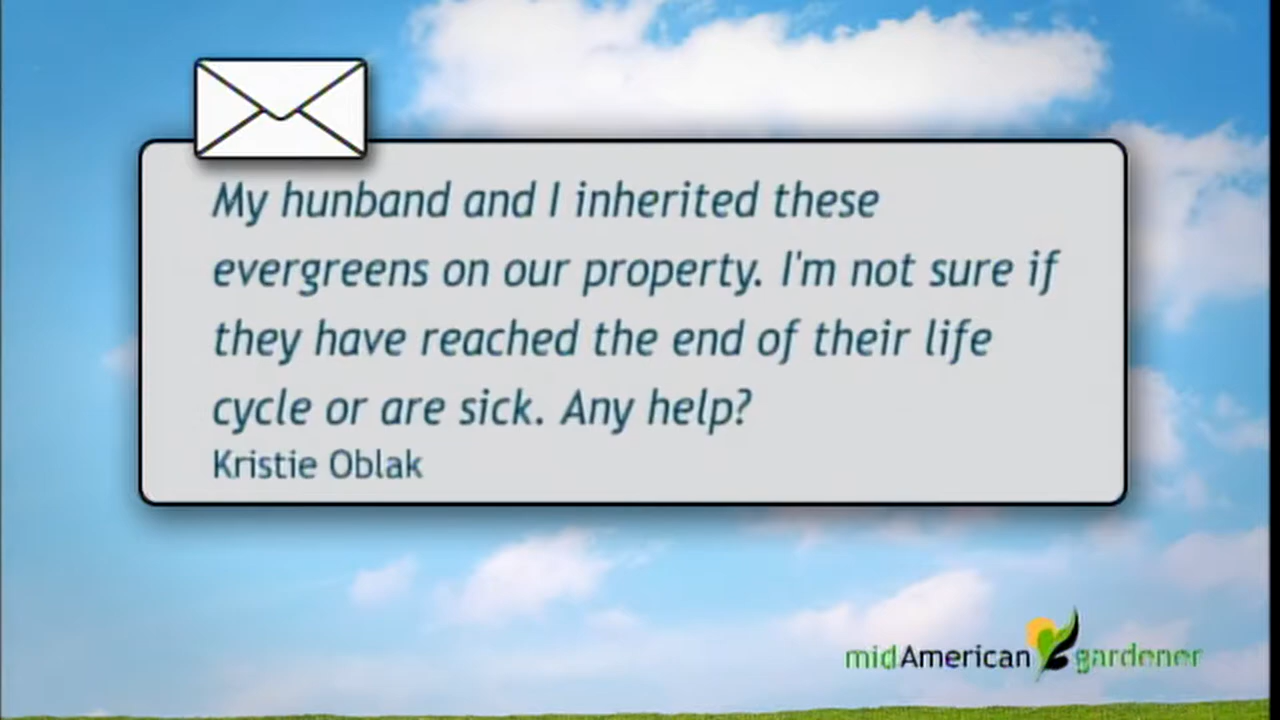 My hunband and I inherited these
evergreens on our property. I'm not sure if
they have reached the end of their life
cycle or are sick. Any help?
Kristie Oblak
midAmerican gardener